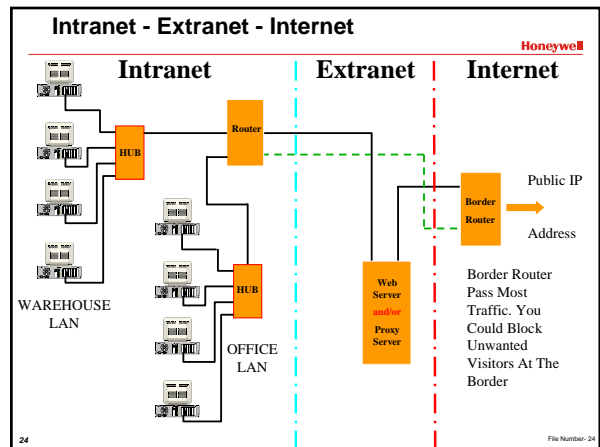 Intranet - Extranet - Internet
Honeywell
Intranet
Extranet
Internet
HUB
Router
WAREHOUSE
LAN
HUB
OFFICE
LAN
Web
Server
and/or
Proxy
Server
Border
Router
Public IP
Address
Border Router
Pass Most
Traffic. You
Could Block
Unwanted
Visitors At The
Border
24
File Number- 24